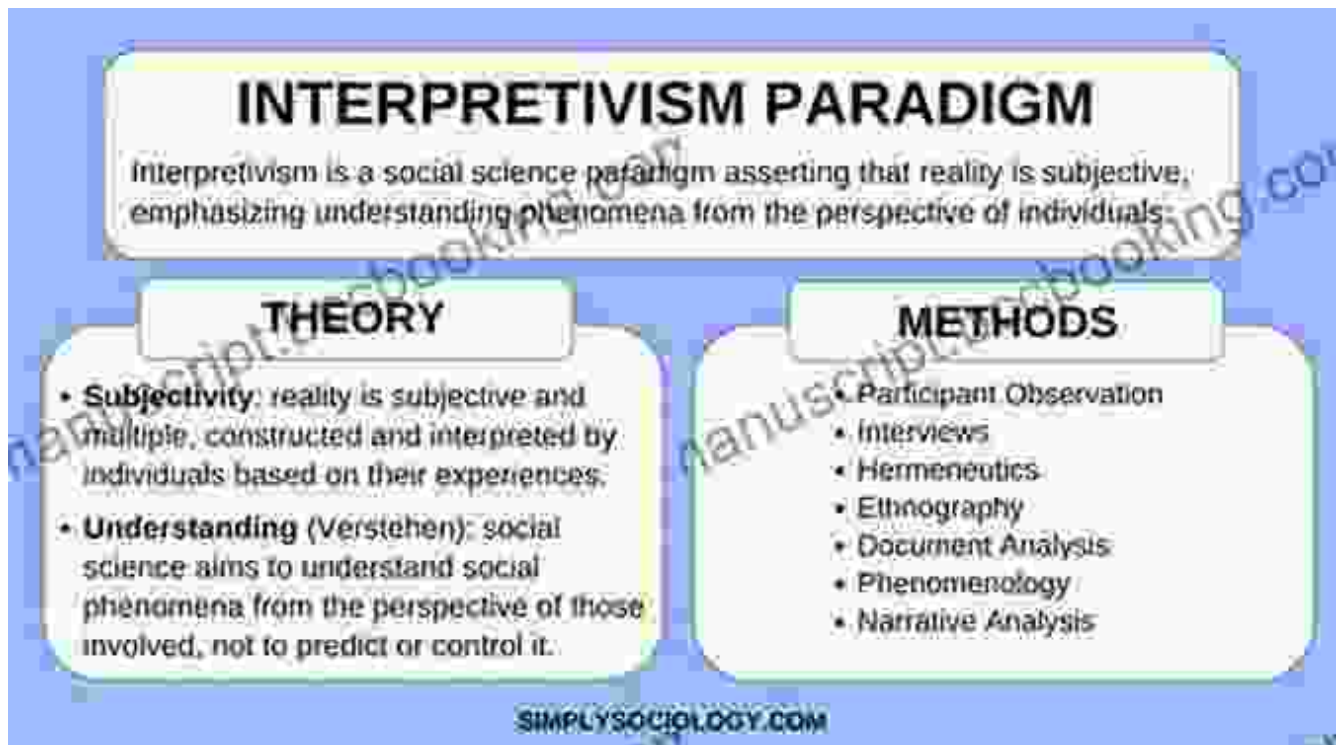 INTERPRETIVISM PARADIGM
Interpretivism is a social science paradigm asserting that reality is subjective,
emphasizing understanding phenomena from the perspective of individuals.
THEORY
• Subjectivity: reality is subjective and
multiple, constructed and interpreted by
individuals based on their experiences.
• Understanding (Verstehen): social
science aims to understand social
phenomena from the perspective of those
involved, not to predict or control it.
METHODS
• Participant Observation
• Interviews
• Hermeneutics
• Ethnography
• Document Analysis
• Phenomenology
• Narrative Analysis
SIMPLYSOCIOLOGY.COM